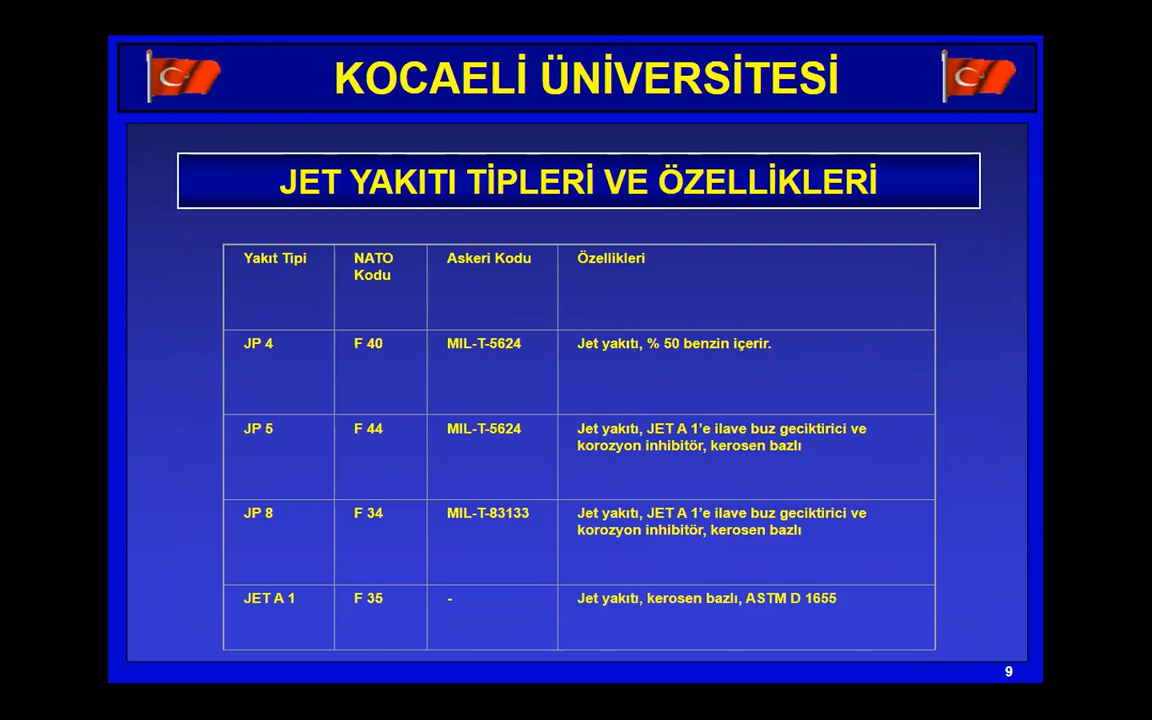 KOCAELİ ÜNİVERSİTESİ
JET YAKITI TİPLERİ VE ÖZELLİKLERİ
Yakıt Tipi
NATO
Kodu
Askeri Kodu
Özellikleri
JP 4
F 40
MIL-T-5624
Jet yakıtı, % 50 benzin içerir.
JP 5
F 44
MIL-T-5624
Jet yakıtı, JET A 1’e ilave buz geciktirici ve
korozyon inhibitör, kerosen bazlı
JP 8
F 34
MIL-T-83133
Jet yakıtı, JET A 1’e ilave buz geciktirici ve
korozyon inhibitör, kerosen bazlı
JET A 1
F 35
-
Jet yakıtı, kerosen bazlı, ASTM D 1655
9